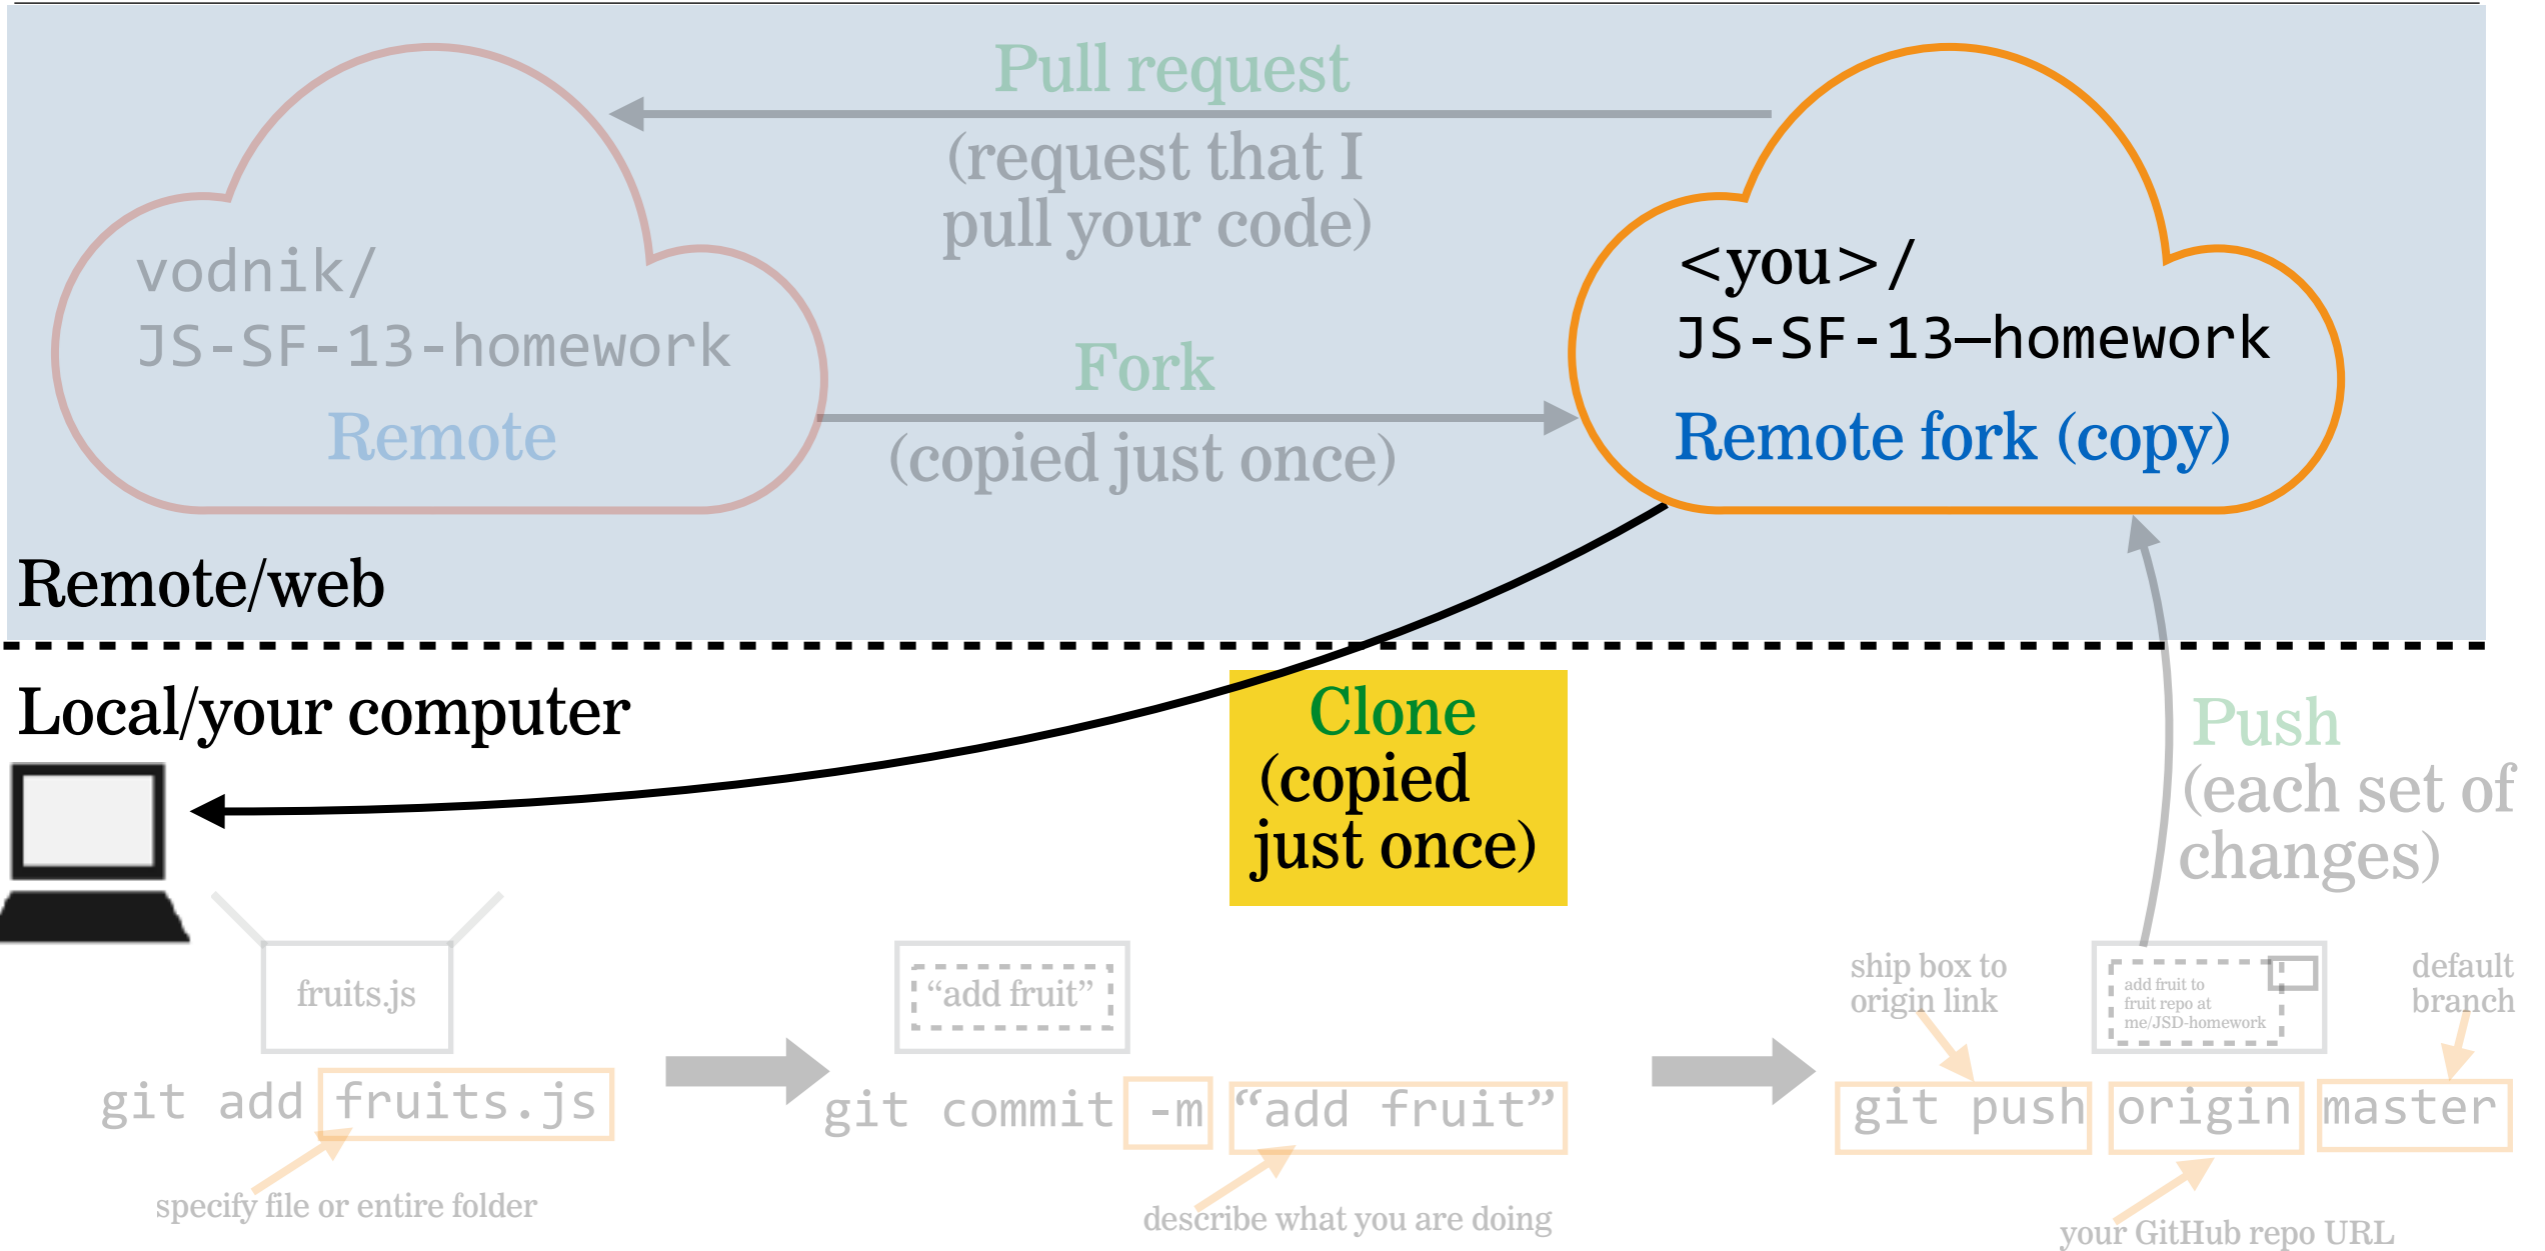 Pull request
(request that I
pull your code)
vodnik/
JS-SF-13-homework
Remote
Fork
(copied just once)
<you>/
JS-SF-13–homework
Remote fork (copy)
Remote/web
Local/your computer
Clone
(copied
just once)
Push
(each set of
changes)
fruits.js
git add fruits.js
specify file or entire folder
“add fruit”
git commit -m “add fruit”
describe what you are doing
ship box to
origin link
add fruit to
fruit repo at
me/JSD-homework
default
branch
git push origin master
your GitHub repo URL